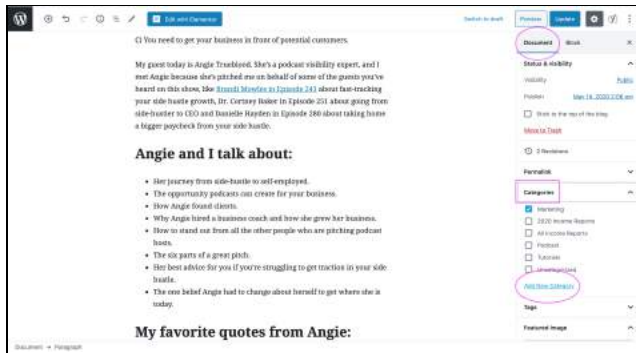 Edit with Elementor
Switch to draft
Preview
Update
C) You need to get your business in front of potential customers.
My guest today is Angie Trueblood. She's a podcast visibility expert, and I
met Angie because she's pitched me on behalf of some of the guests you've
heard on this show, like Brandi Mowles in Episode 241 about fast-tracking
your side hustle growth, Dr. Cortney Baker in Episode 251 about going from
side-hustler to CEO and Danielle Hayden in Episode 280 about taking home
a bigger paycheck from your side hustle.
Angie and I talk about:
• Her journey from side-hustle to self-employed.
• The opportunity podcasts can create for your business.
• How Angie found clients.
• Why Angie hired a business coach and how she grew her business.
• How to stand out from all the other people who are pitching podcast
hosts.
• The six parts of a great pitch.
• Her best advice for you if you're struggling to get traction in your side
hustle.
• The one belief Angie had to change about herself to get where she is
today.
My favorite quotes from Angie:
Document → Paragraph
Document
Block
Status & visibility
Visibility
Public
Publish
May 14, 2020 2:06 am
Stick to the top of the blog
Move to Trash
2 Revisions
Permalink
Categories
Marketing
2020 Income Reports
All Income Reports
Podcast
Tutorials
Uncategorized
Add New Category
Tags
Featured Image